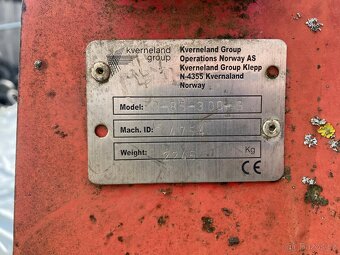 kverneland
group
Kverneland Group
Operations Norway AS
Kverneland Group Klepp
N-4355 Kvernaland
Norway
Model:
Mach. ID:
Weight: Kg
CE